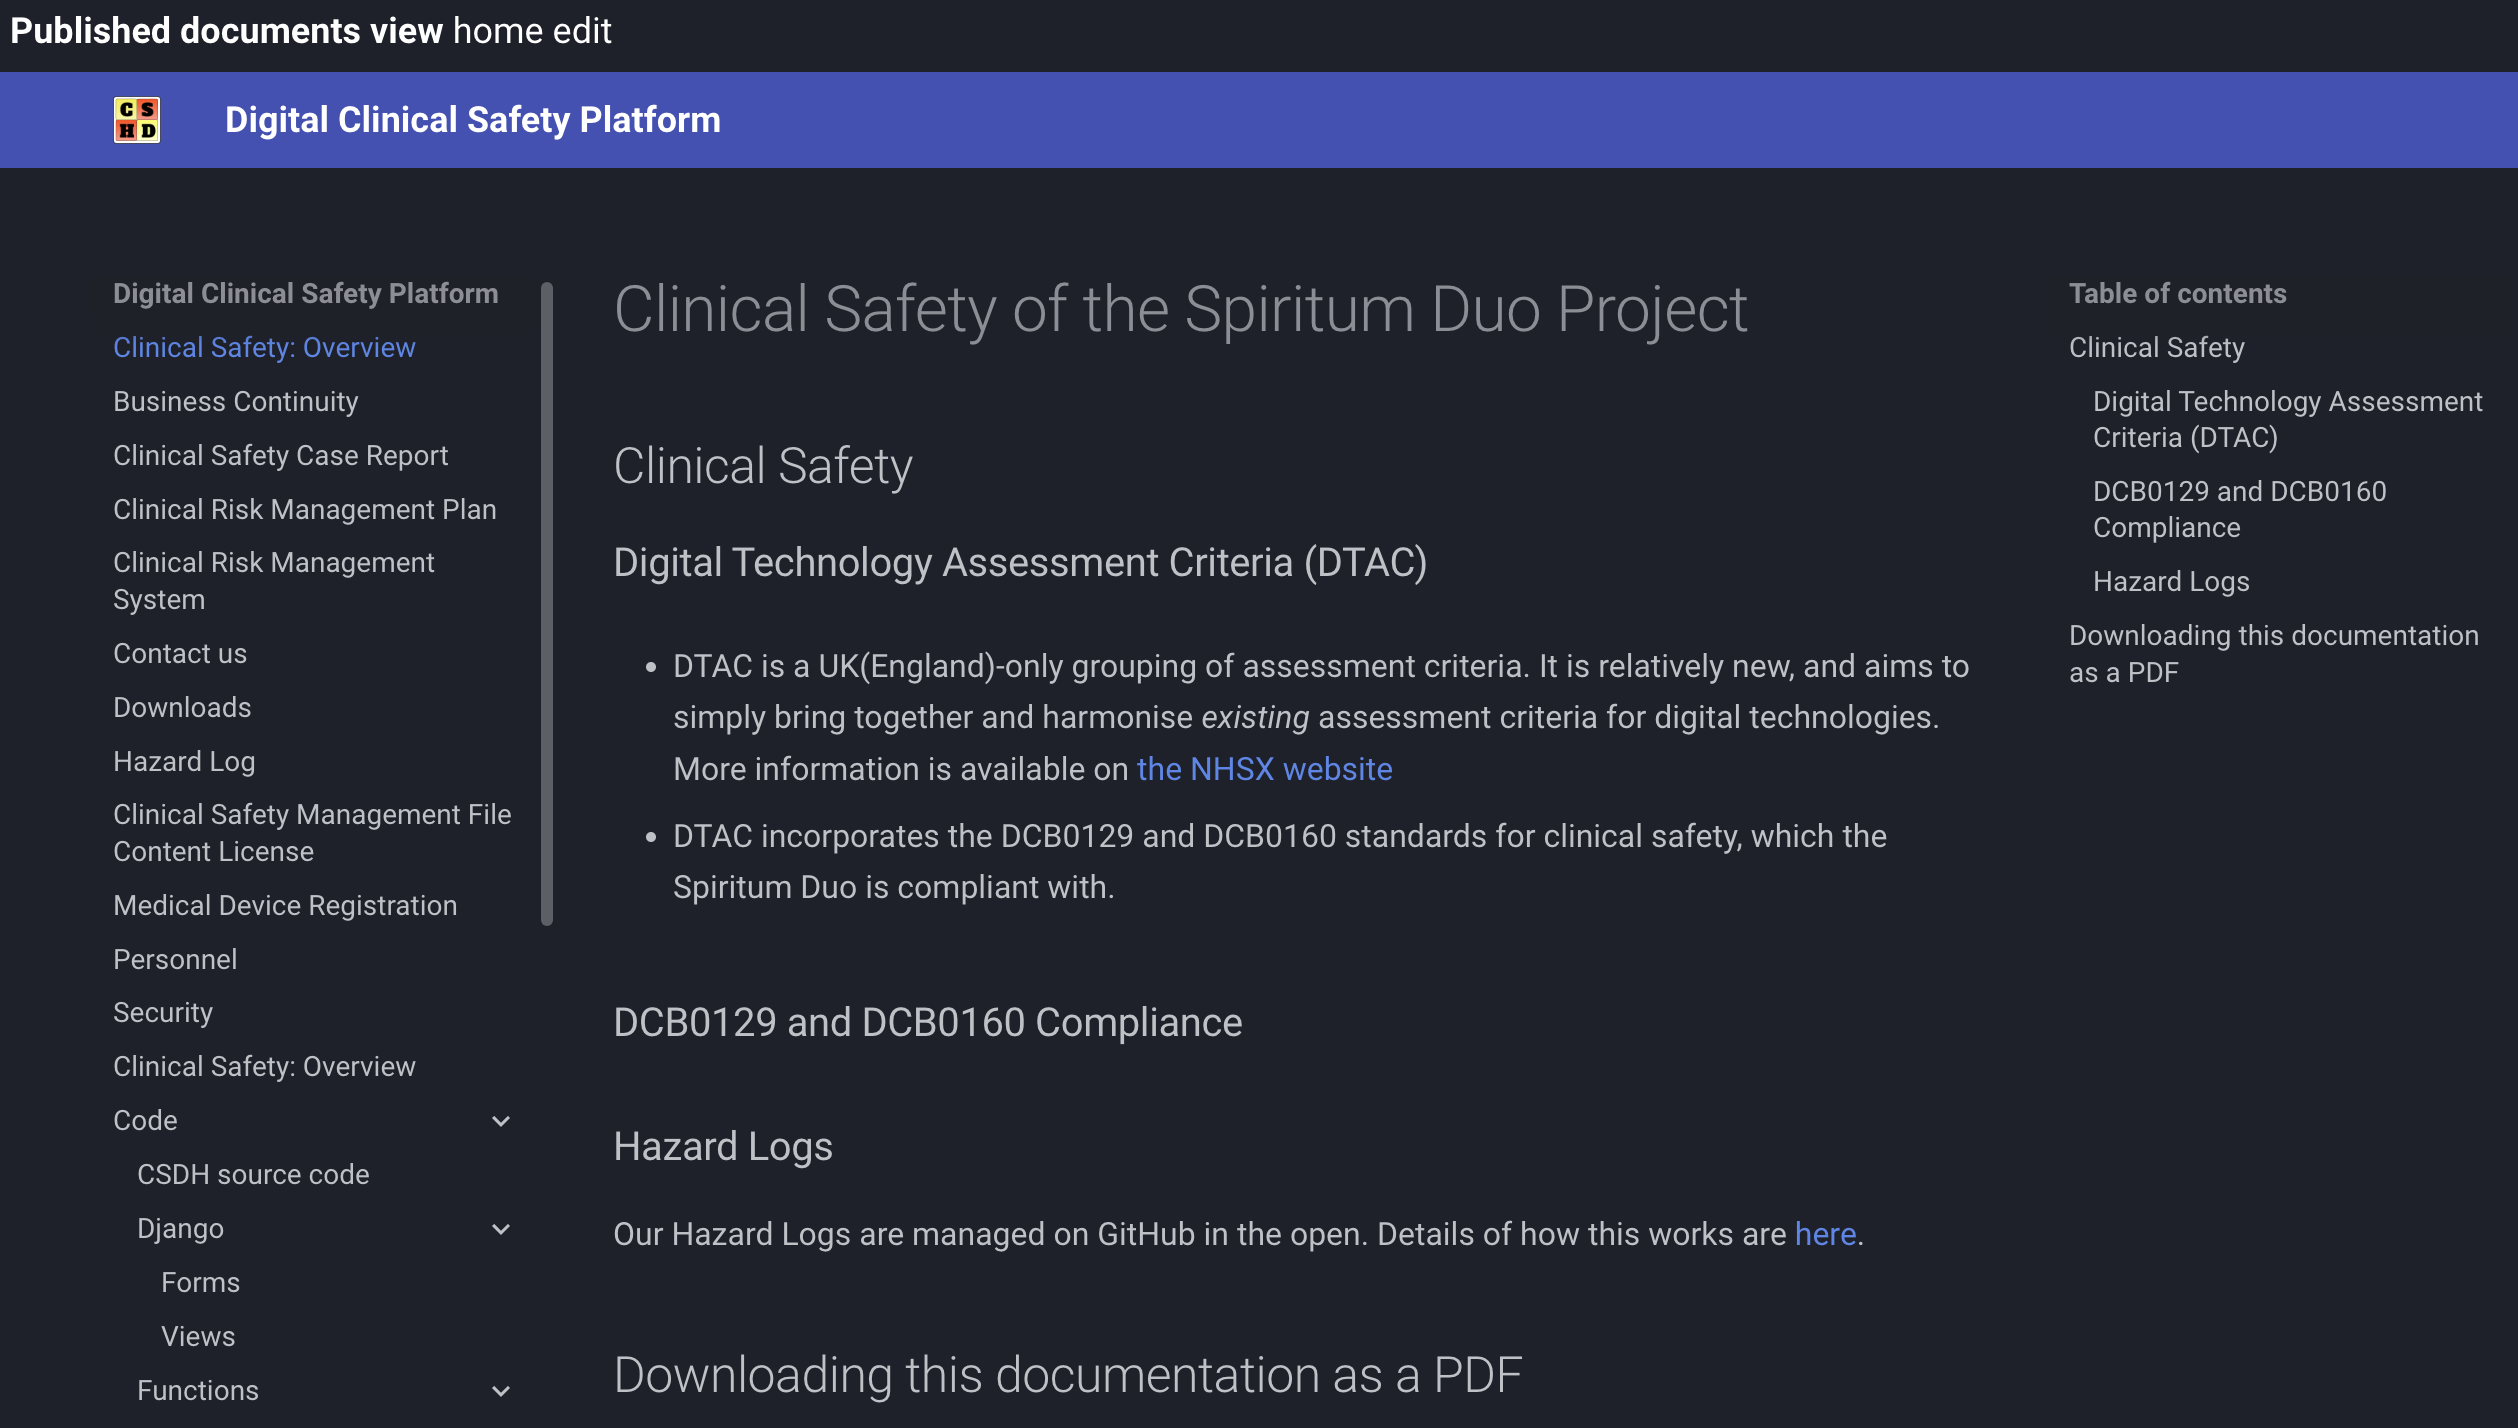 Published documents view home edit
C S
H D
Digital Clinical Safety Platform
Digital Clinical Safety Platform
Clinical Safety: Overview
Business Continuity
Clinical Safety Case Report
Clinical Risk Management Plan
Clinical Risk Management
System
Contact us
Downloads
Hazard Log
Clinical Safety Management File
Content License
Medical Device Registration
Personnel
Security
Clinical Safety: Overview
Code
CSDH source code
Django
Forms
Views
Functions
Clinical Safety of the Spiritum Duo Project
Clinical Safety
Digital Technology Assessment Criteria (DTAC)
• DTAC is a UK(England)-only grouping of assessment criteria. It is relatively new, and aims to
simply bring together and harmonise existing assessment criteria for digital technologies.
More information is available on the NHSX website
• DTAC incorporates the DCB0129 and DCB0160 standards for clinical safety, which the
Spiritum Duo is compliant with.
DCB0129 and DCB0160 Compliance
Hazard Logs
Our Hazard Logs are managed on GitHub in the open. Details of how this works are here.
Downloading this documentation as a PDF
Table of contents
Clinical Safety
Digital Technology Assessment
Criteria (DTAC)
DCB0129 and DCB0160
Compliance
Hazard Logs
Downloading this documentation
as a PDF